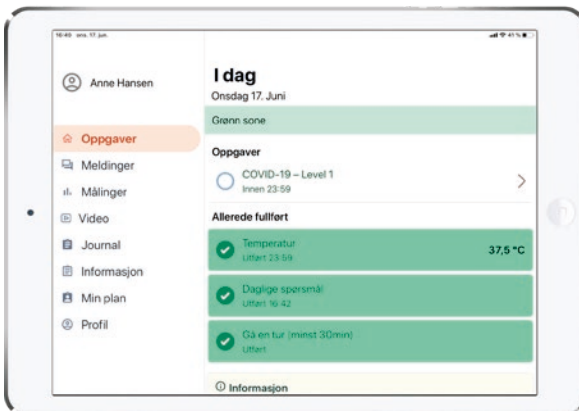 16:49 ons. 17. jun.
41 %
Anne Hansen
Oppgaver
Meldinger
Målinger
Video
Journal
Informasjon
Min plan
Profil
I dag
Onsdag 17. Juni
Grønn sone
Oppgaver
COVID-19 – Level 1
Innen 23:59
Allerede fullført
Temperatur
Utført 23:59
37,5 °C
Daglige spørsmål
Utført 16:42
Gå en tur (minst 30min)
Utført
Informasjon